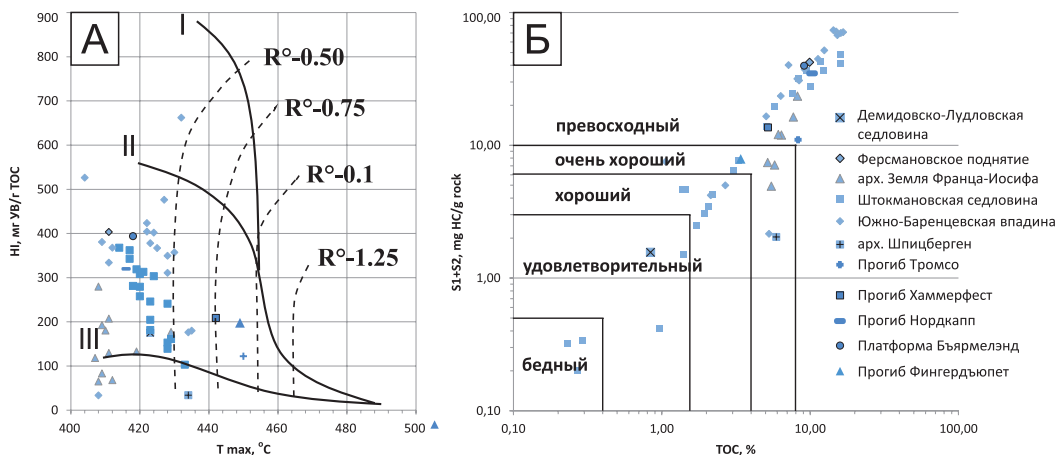 А
I
II
III
R°-0.50
R°-0.75
R°-0.1
R°-1.25
HI, мг УВ/г ТОС
900
800
700
600
500
400
300
200
100
0
400
420
440
460
480
500
T max, °C
Б
S1+S2, mg HC/g rock
100,00
10,00
1,00
0,10
превосходный
очень хороший
хороший
удовлетворительный
бедный
0,10
1,00
10,00
100,00
TOC, %
Демидовско-Лудловская
седловина
Ферсмановское поднятие
арх. Земля Франца-Иосифа
Штокмановская седловина
Южно-Баренцевская впадина
арх. Шпицберген
Прогиб Тромсо
Прогиб Хаммерфест
Прогиб Нордкапп
Платформа Бъярмелэнд
Прогиб Фингердъюпет